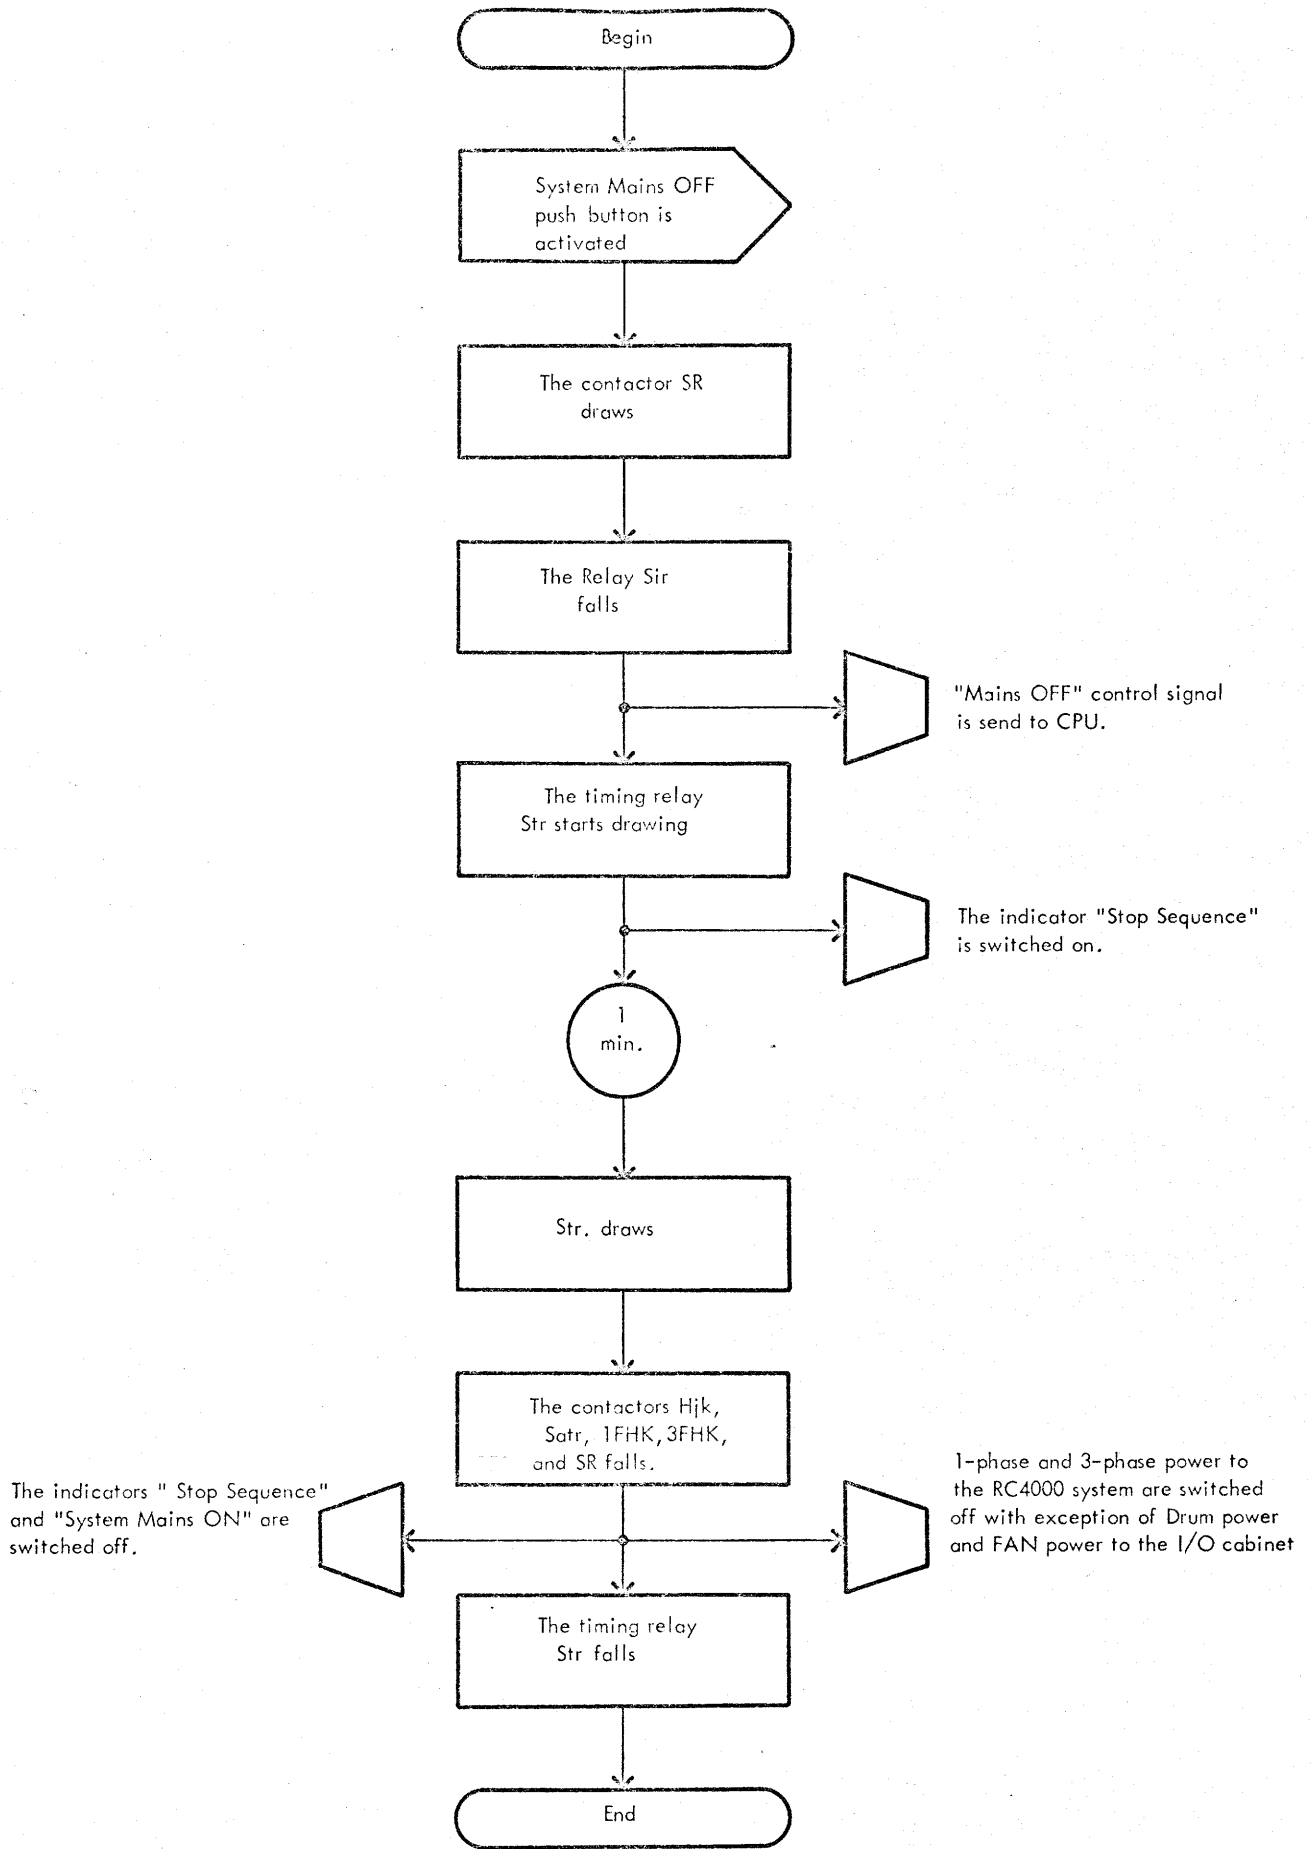 Begin
System Mains OFF
push button is
activated
The contactor SR
draws
The Relay Sir
falls
"Mains OFF" control signal
is send to CPU.
The timing relay
Str starts drawing
The indicator "Stop Sequence"
is switched on.
1
min.
Str. draws
The contactors Hjk,
Satr, 1FHK, 3FHK,
and SR falls.
The indicators " Stop Sequence"
and "System Mains ON" are
switched off.
1-phase and 3-phase power to
the RC4000 system are switched
off with exception of Drum power
and FAN power to the I/O cabinet
The timing relay
Str falls
End